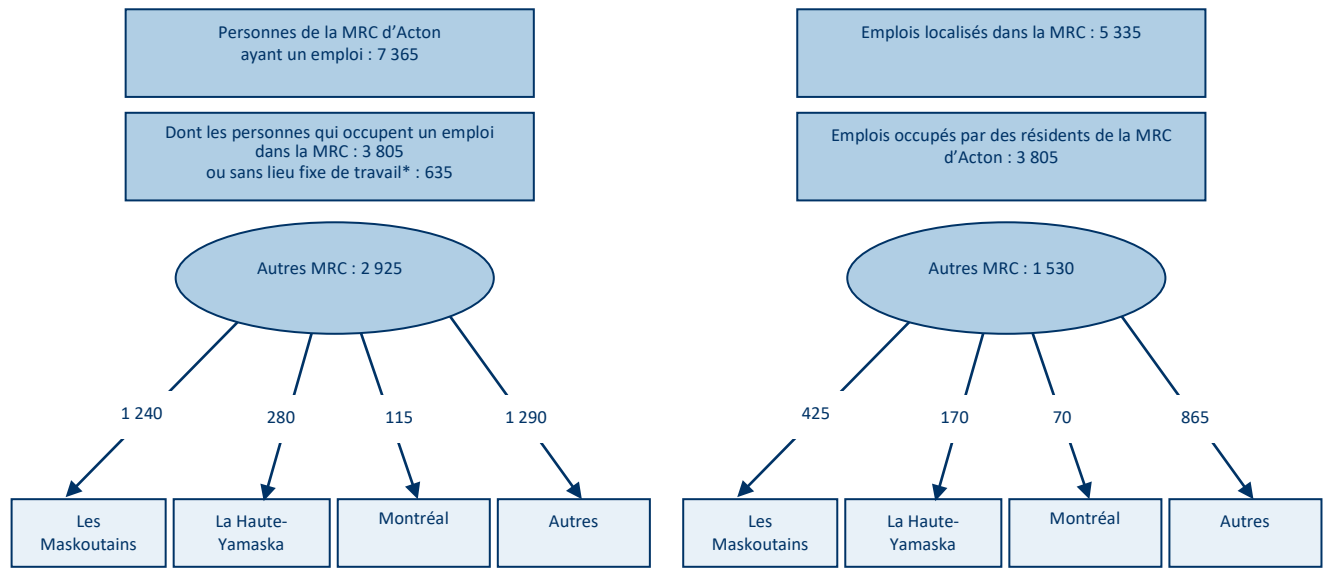 Personnes de la MRC d’Acton
ayant un emploi : 7 365
Dont les personnes qui occupent un emploi
dans la MRC : 3 805
ou sans lieu fixe de travail* : 635
Autres MRC : 2 925
1 240
280
115
1 290
Les
Maskoutains
La Haute-
Yamaska
Montréal
Autres
Emplois localisés dans la MRC : 5 335
Emplois occupés par des résidents de la MRC
d’Acton : 3 805
Autres MRC : 1 530
425
170
70
865
Les
Maskoutains
La Haute-
Yamaska
Montréal
Autres